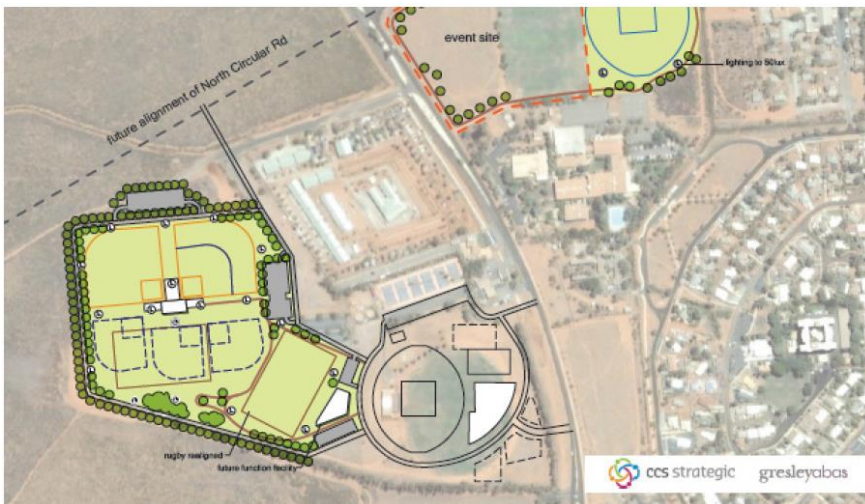 event site
lighting to 50lux
future alignment of North Circular Rd
rugby realigned
future function facility
ccs strategic
gresleyabas